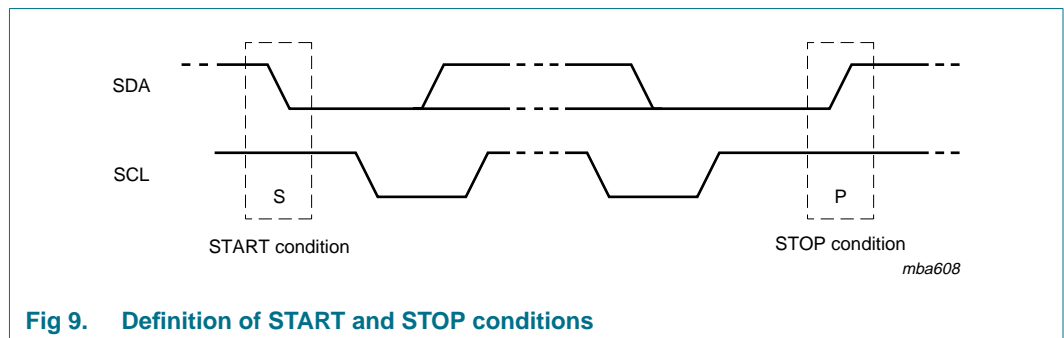 SDA
SCL
S
P
START condition
STOP condition
mba608
Fig 9. Definition of START and STOP conditions